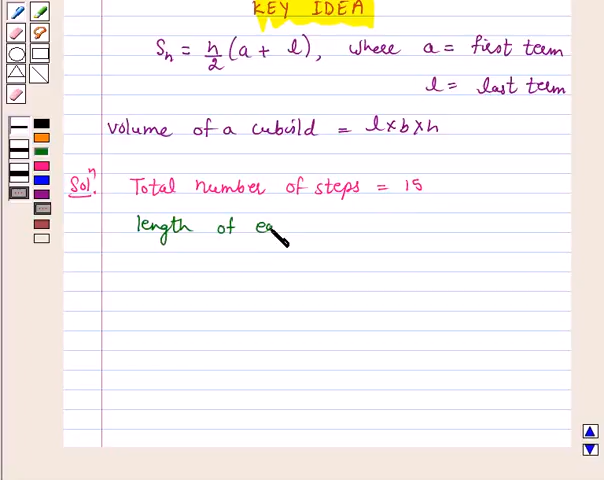 KEY IDEA
Sn = n/2 (a + l), where a = first term
l = last term
volume of a cuboid = l×b×h
Solⁿ. Total number of steps = 15
length of ea